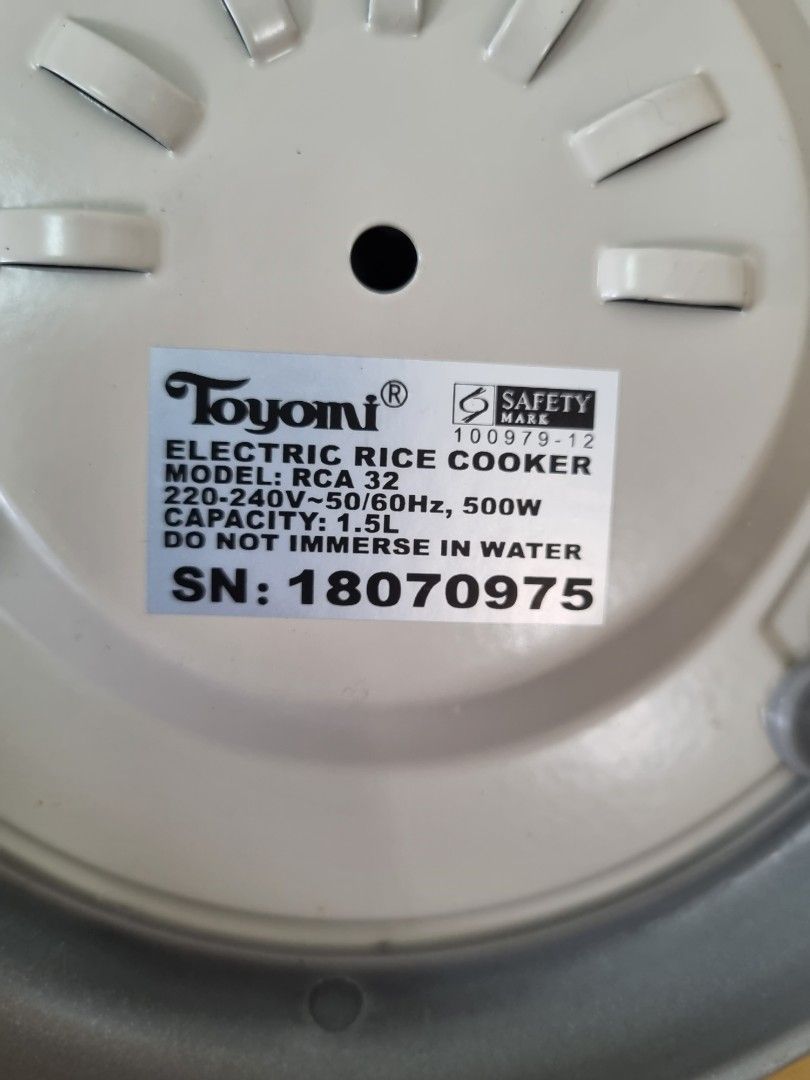 Toyomi®
SAFETY
MARK
100979-12
ELECTRIC RICE COOKER
MODEL: RCA 32
220-240V~50/60Hz, 500W
CAPACITY: 1.5L
DO NOT IMMERSE IN WATER
SN: 18070975